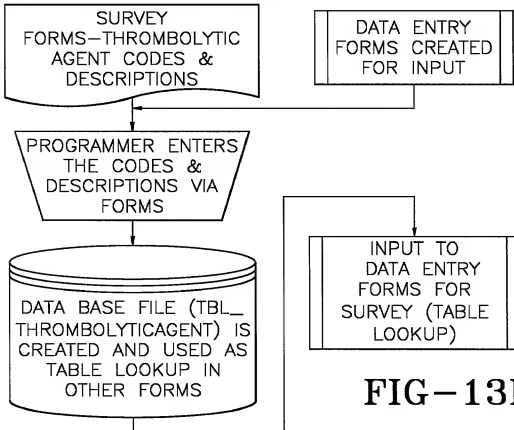 SURVEY
FORMS-THROMBOLYTIC
AGENT CODES &
DESCRIPTIONS
DATA ENTRY
FORMS CREATED
FOR INPUT
PROGRAMMER ENTERS
THE CODES &
DESCRIPTIONS VIA
FORMS
DATA BASE FILE (TBL_
THROMBOLYTICAGENT) IS
CREATED AND USED AS
TABLE LOOKUP IN
OTHER FORMS
INPUT TO
DATA ENTRY
FORMS FOR
SURVEY (TABLE
LOOKUP)